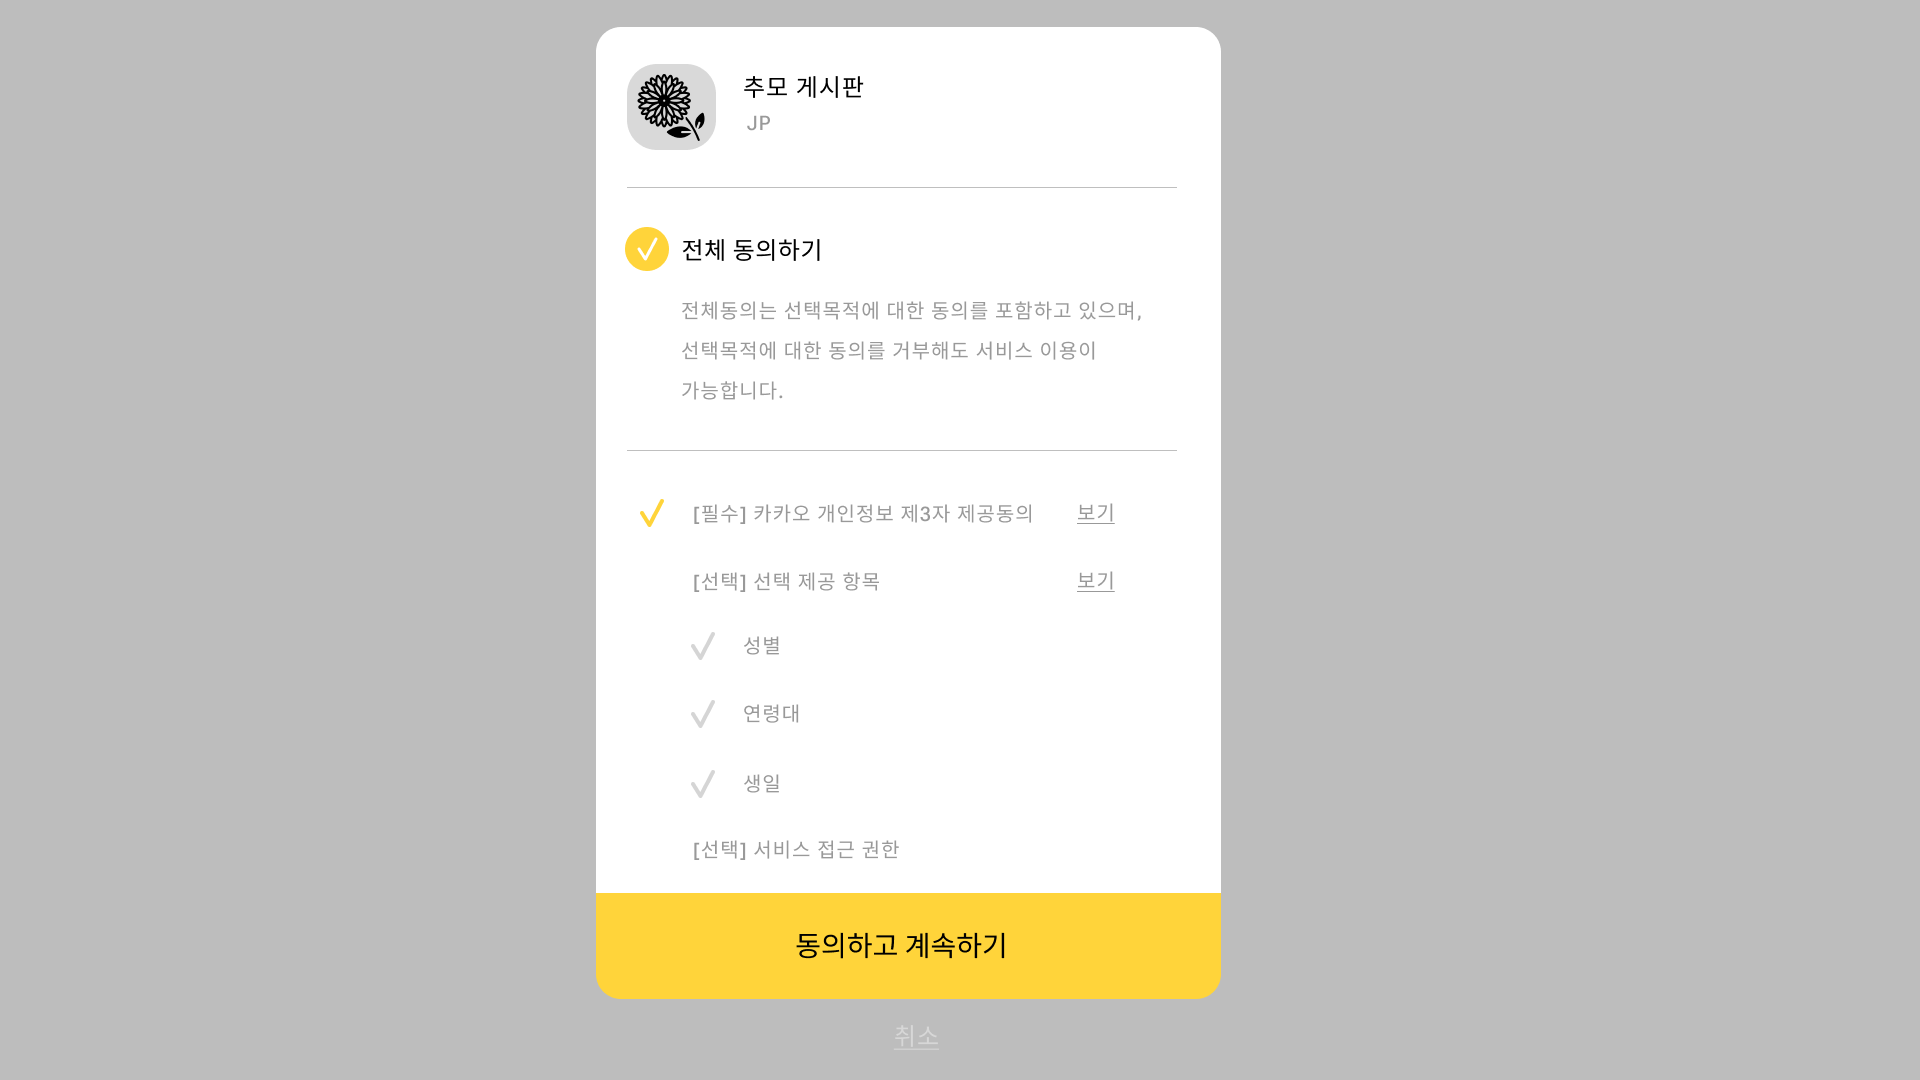 추모 게시판
JP
전체 동의하기
전체동의는 선택목적에 대한 동의를 포함하고 있으며,
선택목적에 대한 동의를 거부해도 서비스 이용이
가능합니다.
[필수] 카카오 개인정보 제3자 제공동의 보기
[선택] 선택 제공 항목 보기
성별
연령대
생일
[선택] 서비스 접근 권한
동의하고 계속하기
취소